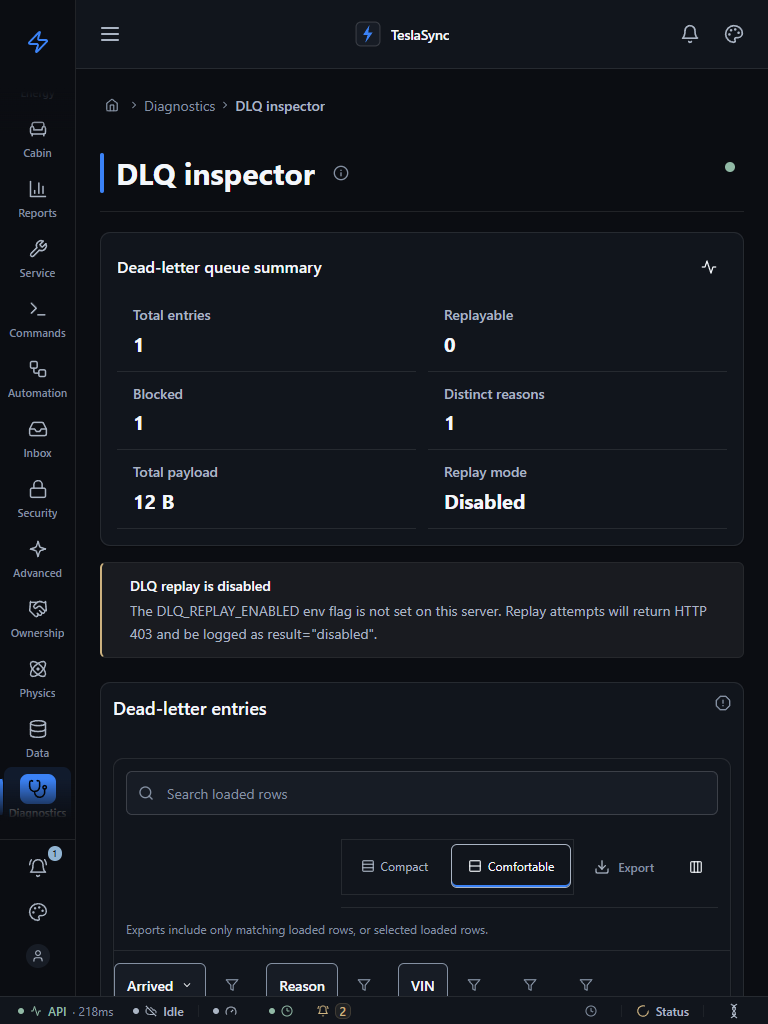 TeslaSync
Energy
Cabin
Reports
Service
Commands
Automation
Inbox
Security
Advanced
Ownership
Physics
Data
Diagnostics
1
Diagnostics
DLQ inspector
DLQ inspector
Dead-letter queue summary
Total entries
1
Replayable
0
Blocked
1
Distinct reasons
1
Total payload
12 B
Replay mode
Disabled
DLQ replay is disabled
The DLQ_REPLAY_ENABLED env flag is not set on this server. Replay attempts will return HTTP
403 and be logged as result="disabled".
Dead-letter entries
Search loaded rows
Compact
Comfortable
Export
Exports include only matching loaded rows, or selected loaded rows.
Arrived
Reason
VIN
API · 218ms
Idle
2
Status